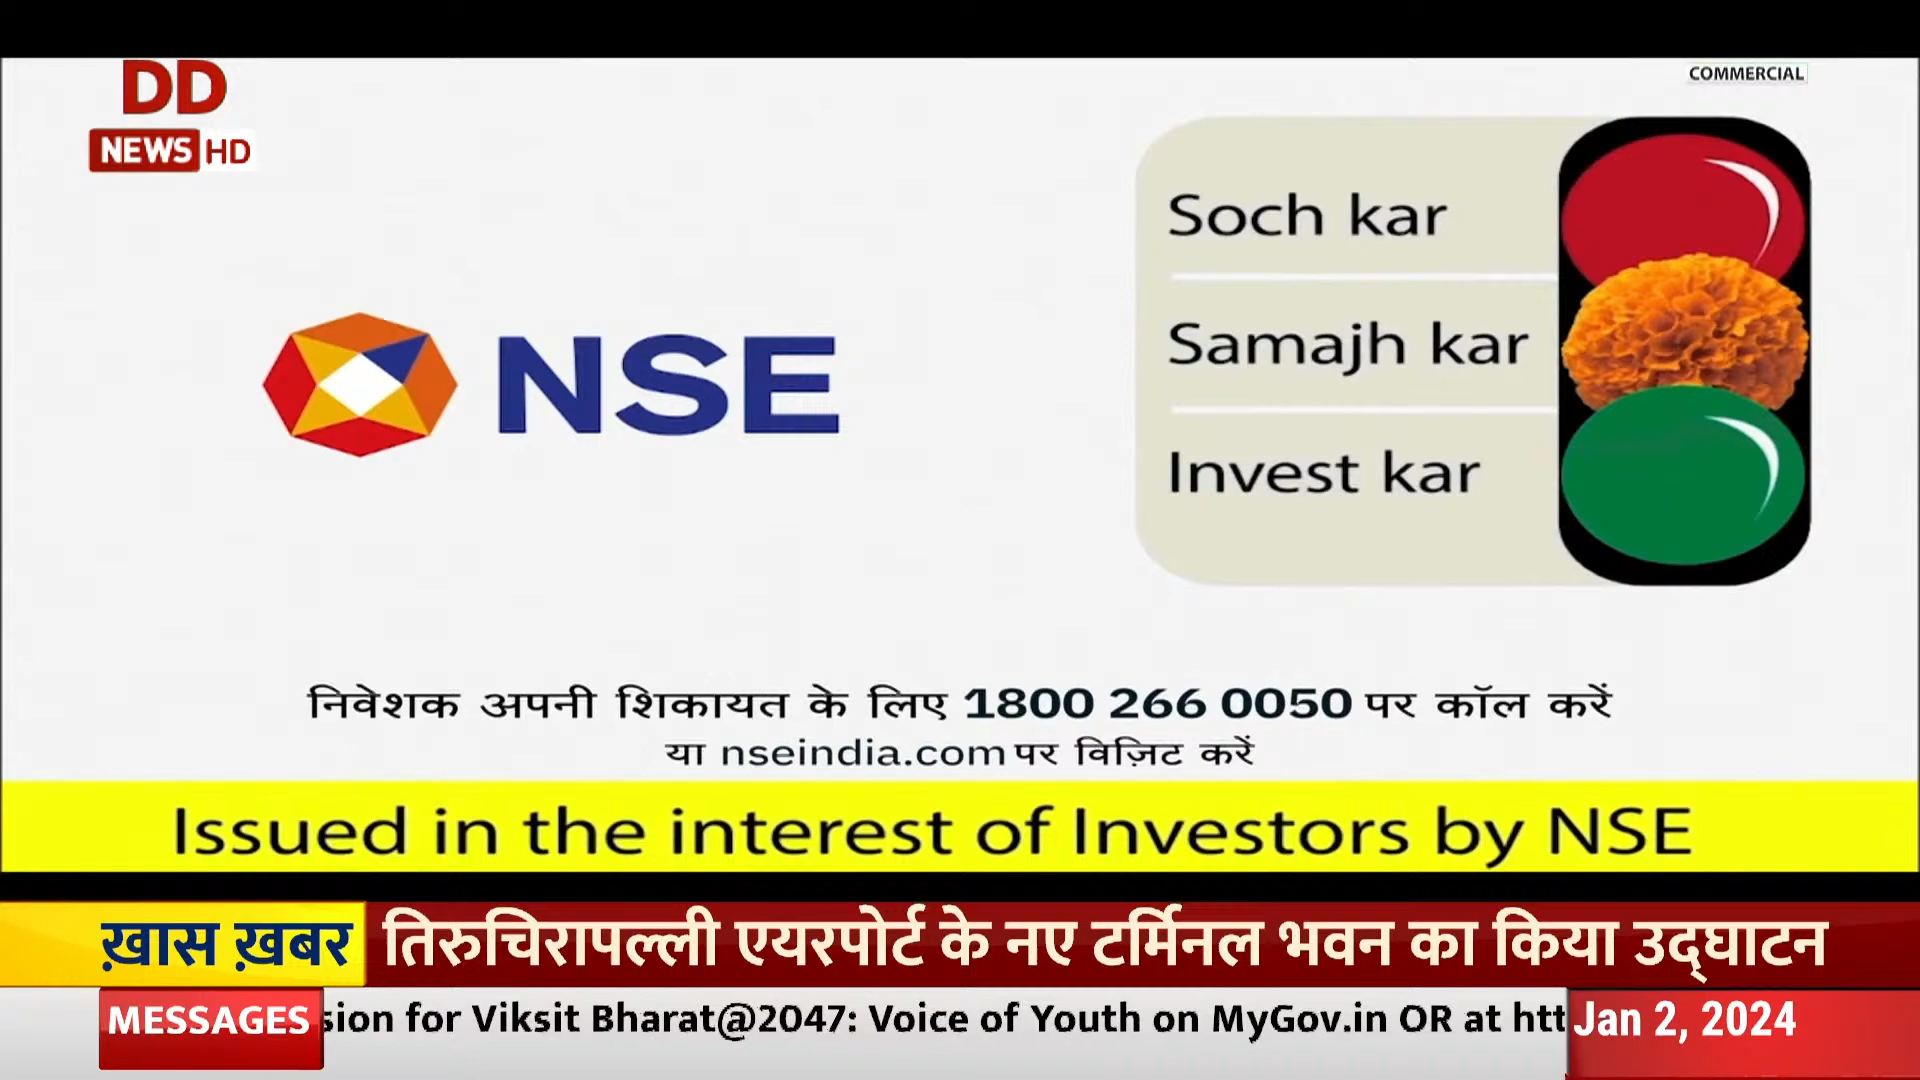 DD
NEWS HD
COMMERCIAL
Soch kar
Samajh kar
Invest kar
NSE
निवेशक अपनी शिकायत के लिए 1800 266 0050 पर कॉल करें
या nseindia.com पर विज़िट करें
Issued in the interest of Investors by NSE
ख़ास ख़बर तिरुचिरापल्ली एयरपोर्ट के नए टर्मिनल भवन का किया उद्घाटन
MESSAGES sion for Viksit Bharat@2047: Voice of Youth on MyGov.in OR at htt Jan 2, 2024